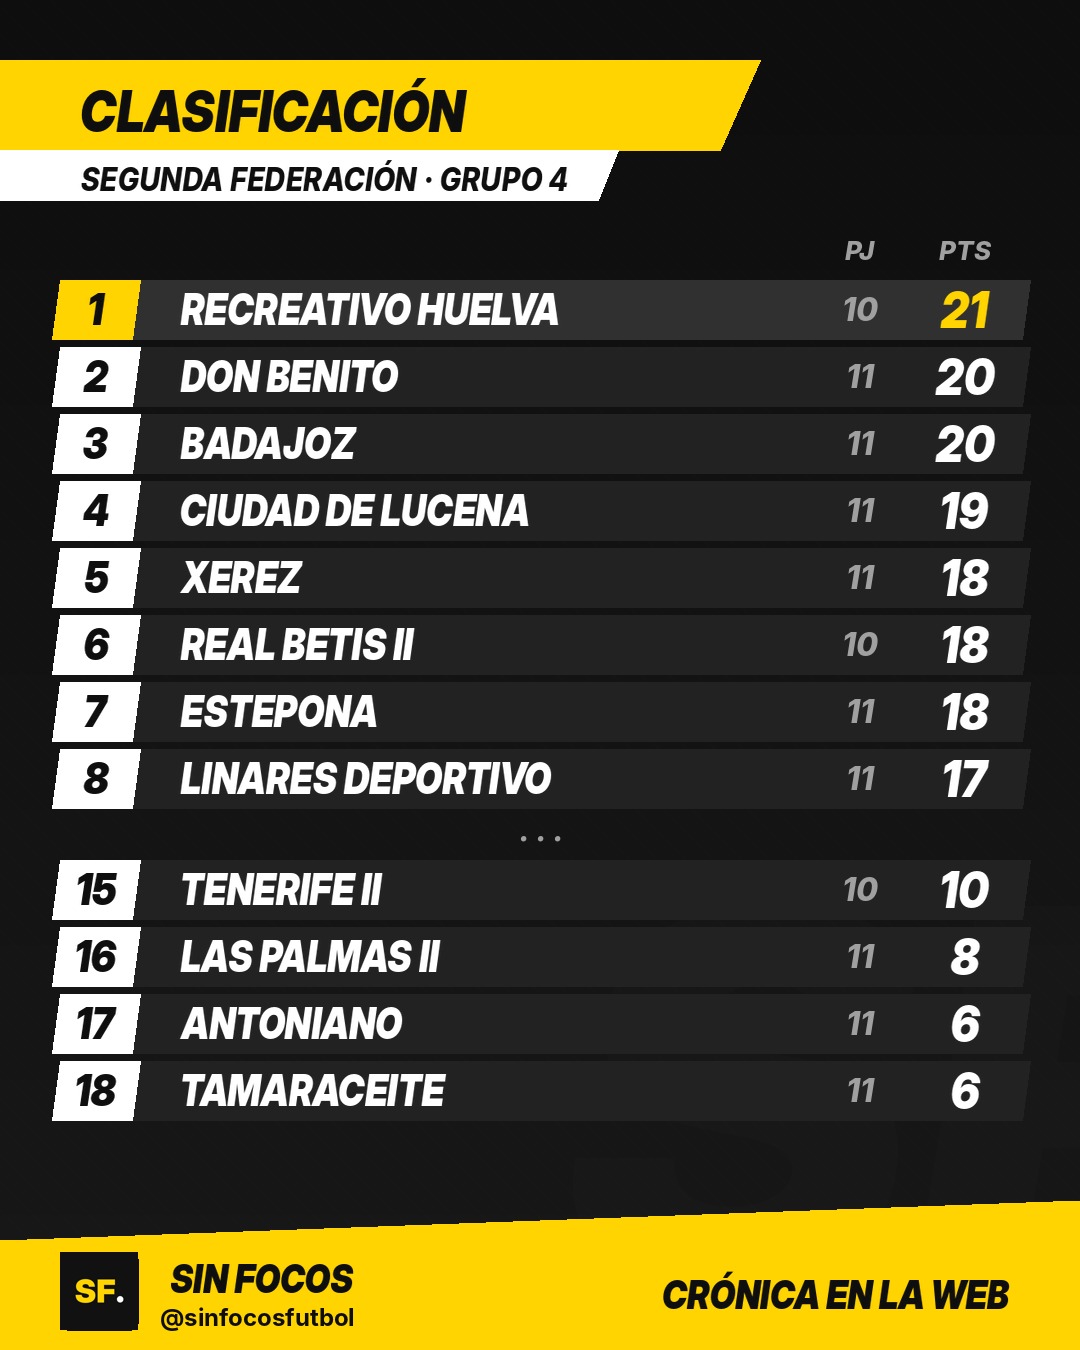 CLASIFICACIÓN
SEGUNDA FEDERACIÓN · GRUPO 4
PJ PTS
1 RECREATIVO HUELVA 10 21
2 DON BENITO 11 20
3 BADAJOZ 11 20
4 CIUDAD DE LUCENA 11 19
5 XEREZ 11 18
6 REAL BETIS II 10 18
7 ESTEPONA 11 18
8 LINARES DEPORTIVO 11 17
...
15 TENERIFE II 10 10
16 LAS PALMAS II 11 8
17 ANTONIANO 11 6
18 TAMARACEITE 11 6
SF.
SIN FOCOS
@sinfocosfutbol
CRÓNICA EN LA WEB